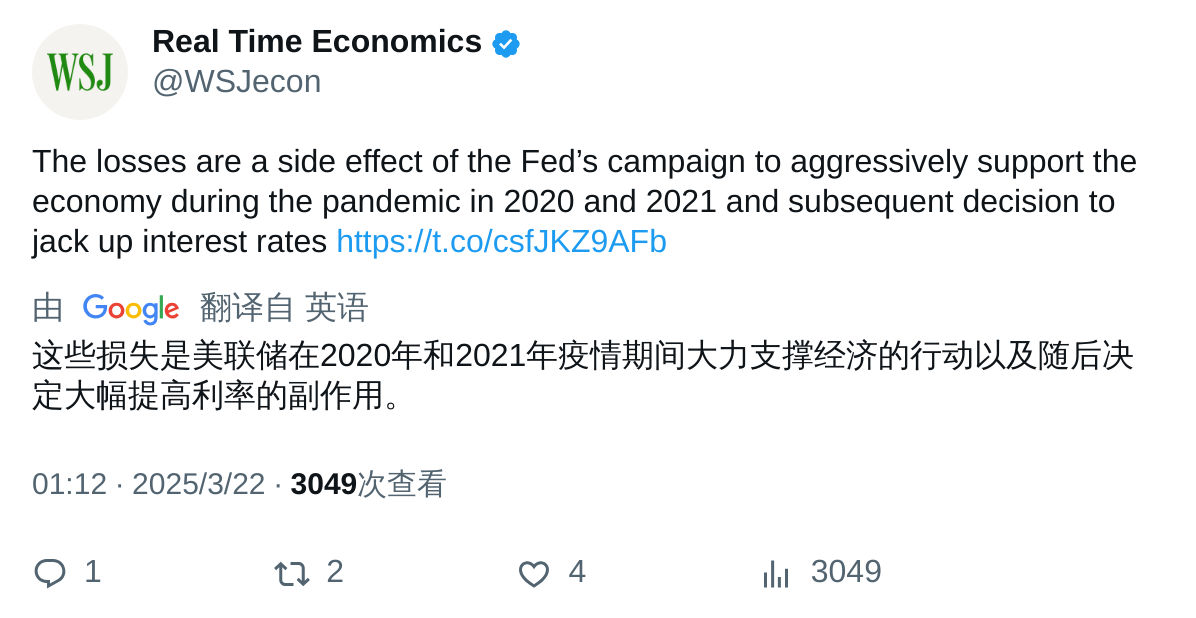 WSJ
Real Time Economics
@WSJecon
The losses are a side effect of the Fed’s campaign to aggressively support the
economy during the pandemic in 2020 and 2021 and subsequent decision to
jack up interest rates https://t.co/csfJKZ9AFb
由 Google 翻译自 英语
这些损失是美联储在2020年和2021年疫情期间大力支撑经济的行动以及随后决
定大幅提高利率的副作用。
01:12 · 2025/3/22 · 3049次查看
1 2 4 3049